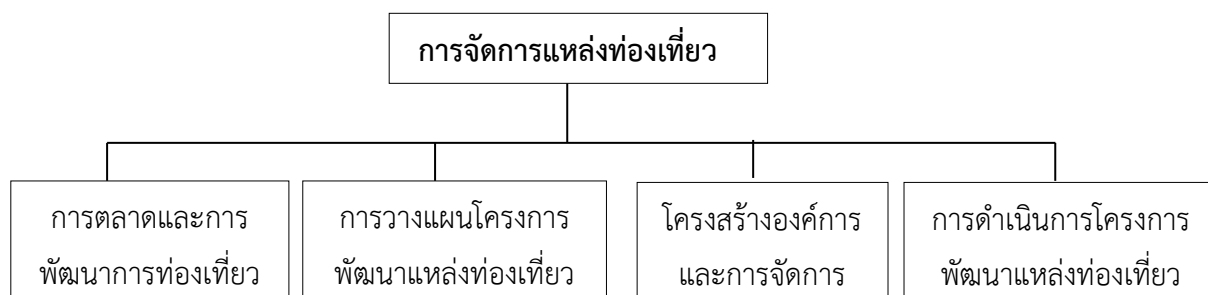 การจัดการแหล่งท่องเที่ยว
การตลาดและการ
พัฒนาการท่องเที่ยว
การวางแผนโครงการ
พัฒนาแหล่งท่องเที่ยว
โครงสร้างองค์การ
และการจัดการ
การดำเนินการโครงการ
พัฒนาแหล่งท่องเที่ยว